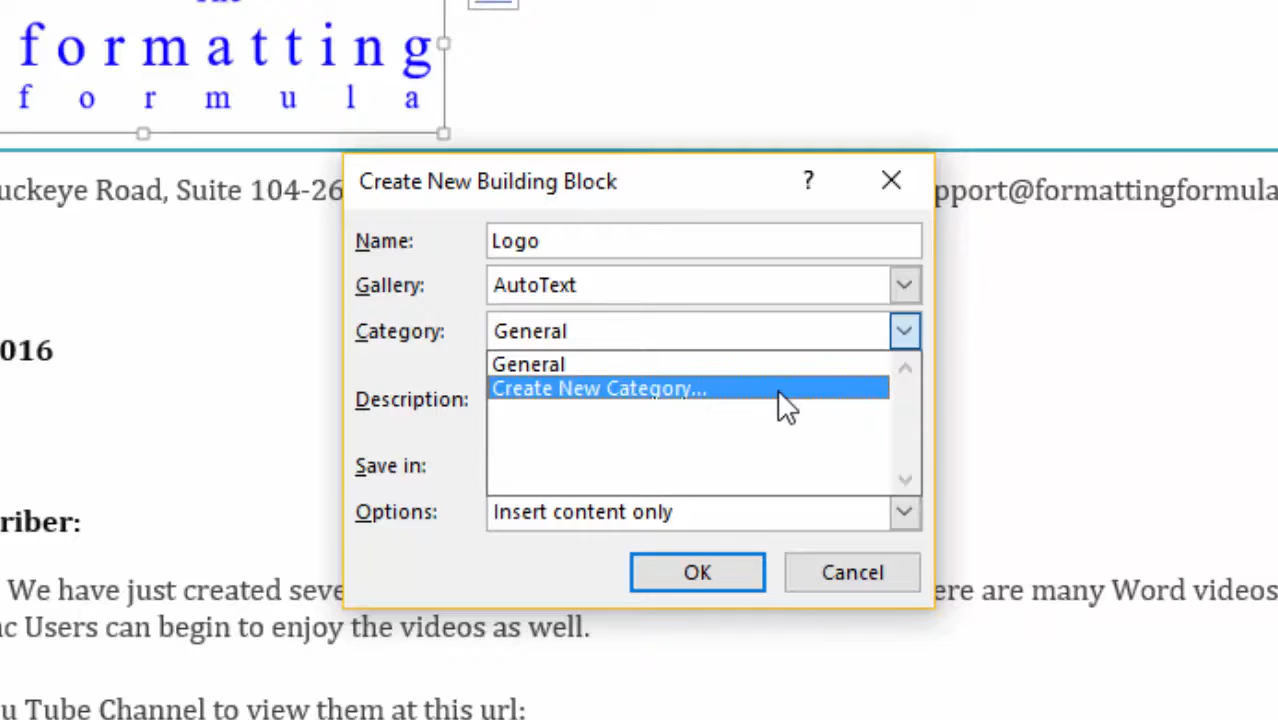 formatting
formula
uckeye Road, Suite 104-26
pport@formattingformula
Create New Building Block
?
Name: Logo
Gallery: AutoText
Category: General
General
Create New Category...
Description:
Save in:
Options: Insert content only
OK Cancel
016
riber:
We have just created seve
ere are many Word videos
c Users can begin to enjoy the videos as well.
u Tube Channel to view them at this url: